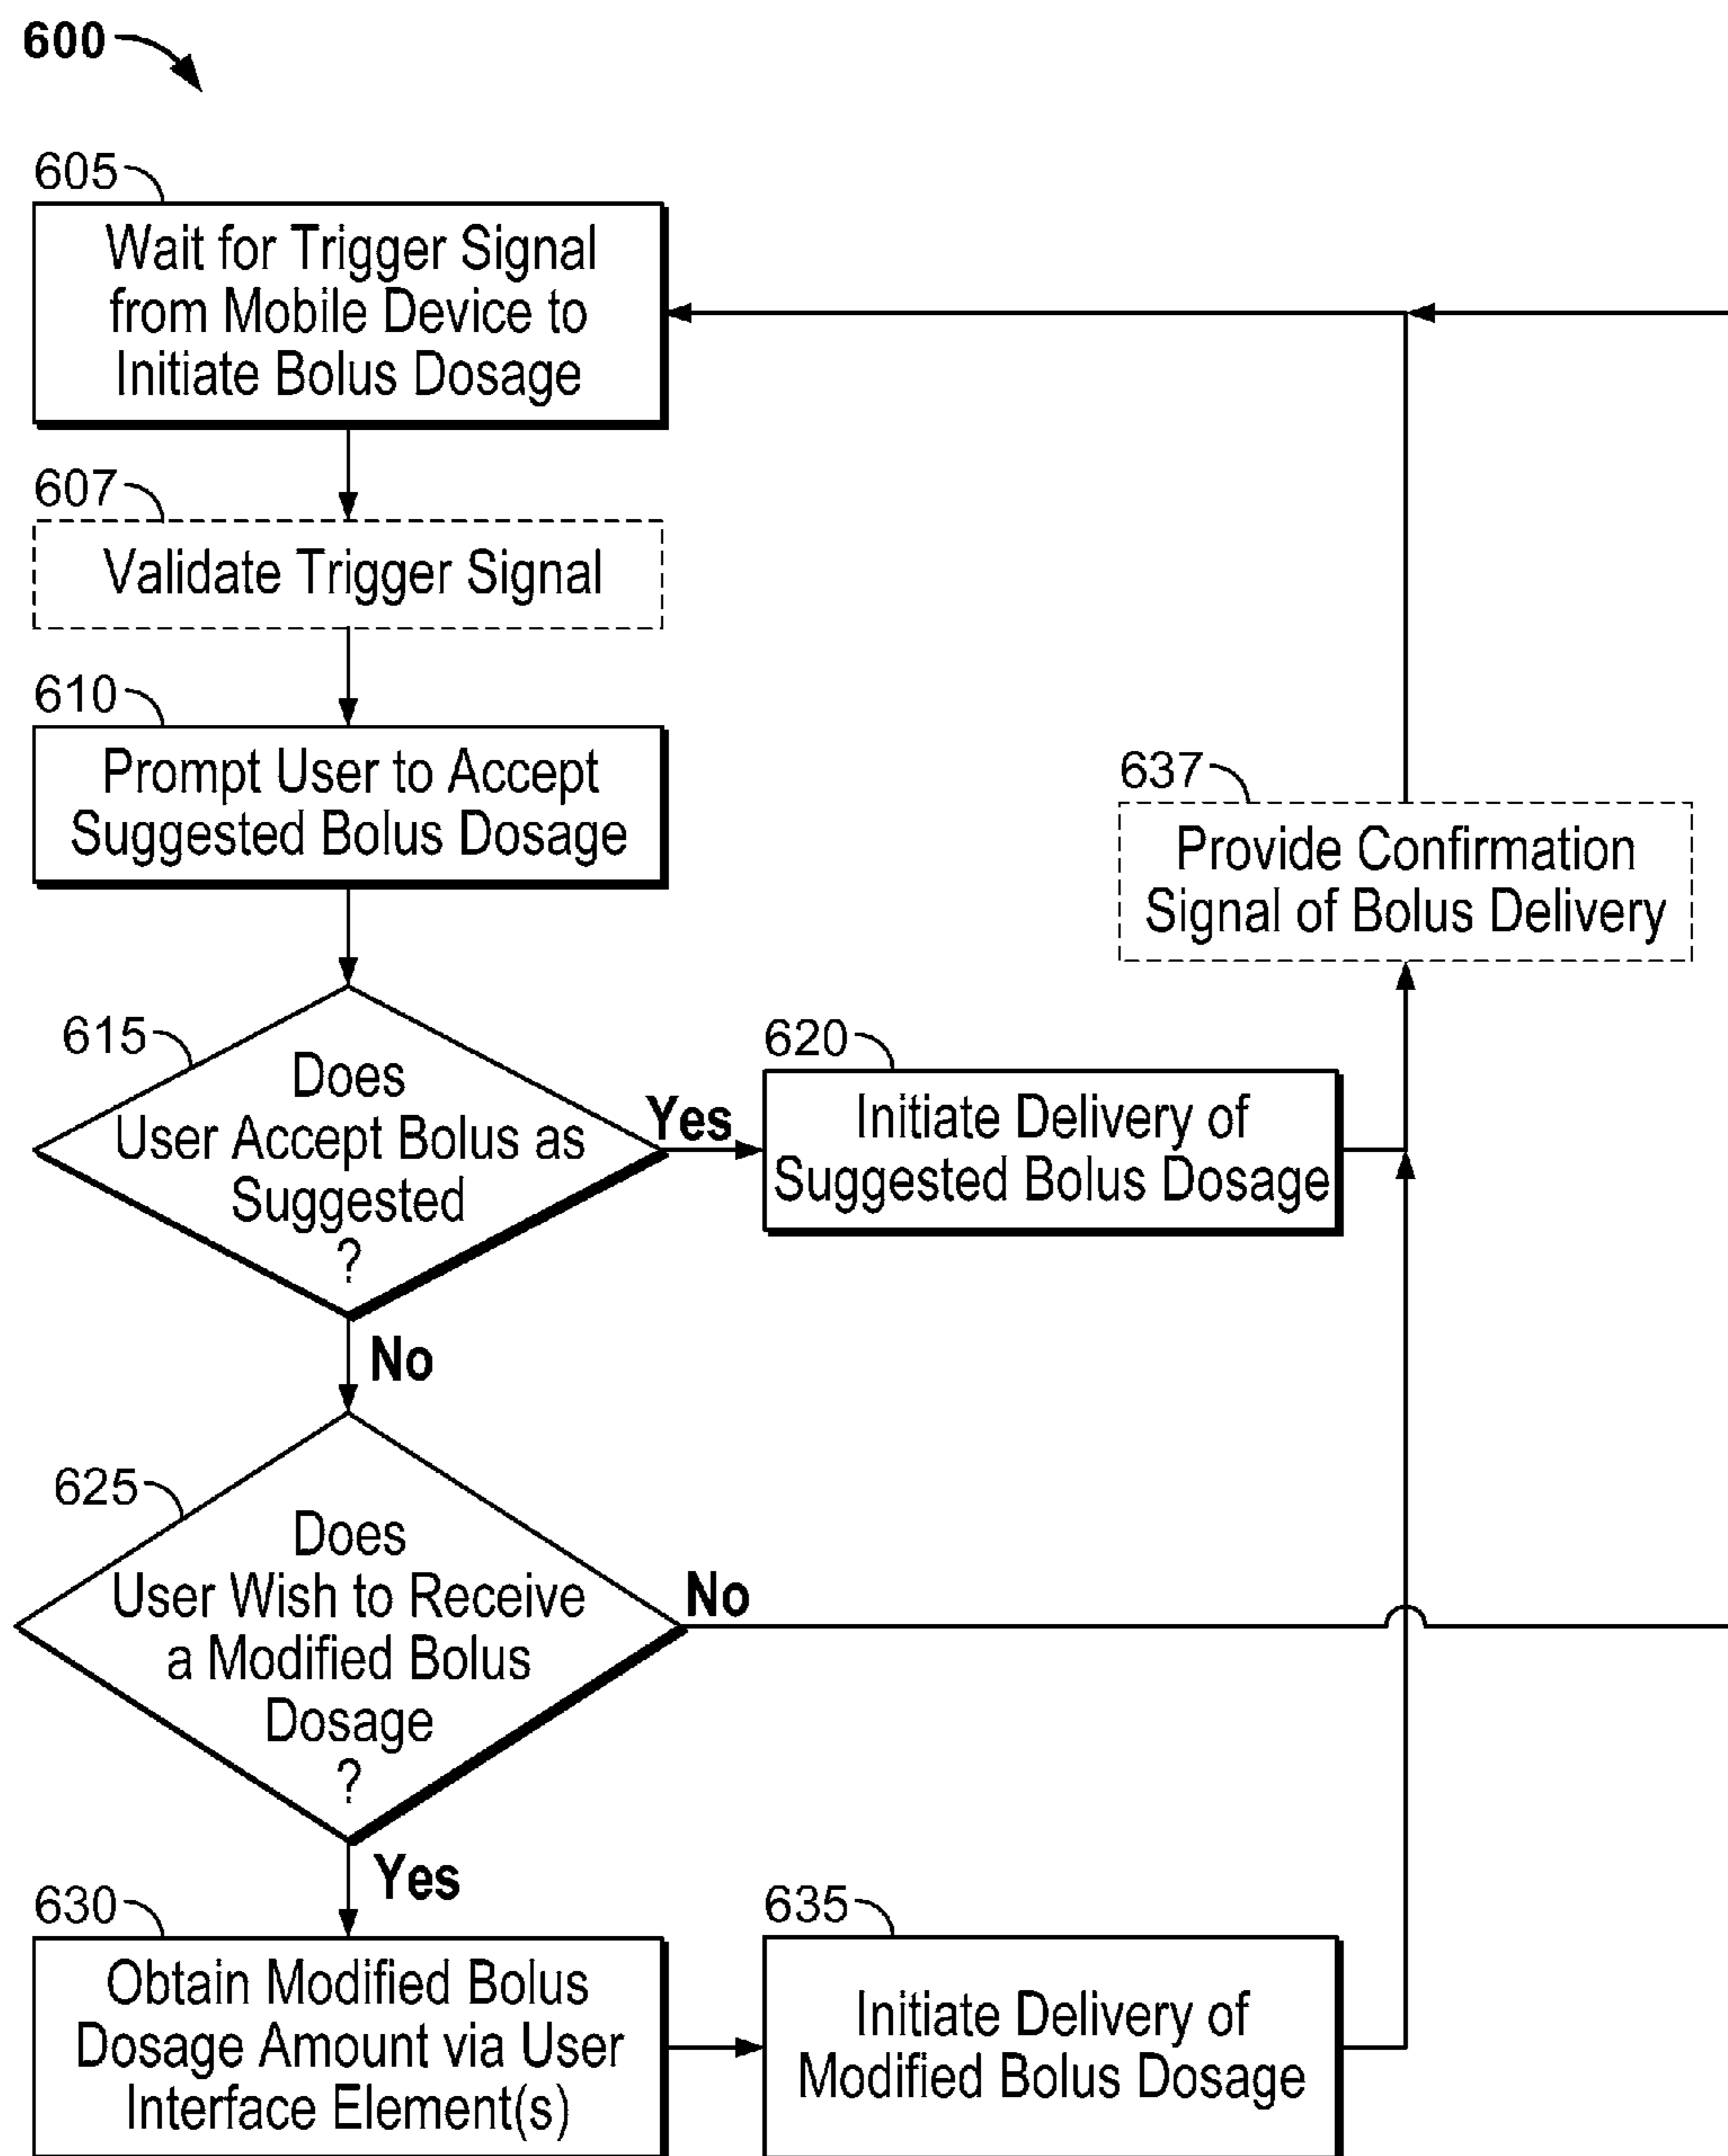 600
605
Wait for Trigger Signal
from Mobile Device to
Initiate Bolus Dosage
607
Validate Trigger Signal
610
Prompt User to Accept
Suggested Bolus Dosage
637
Provide Confirmation
Signal of Bolus Delivery
615
Does
User Accept Bolus as
Suggested
?
Yes
620
Initiate Delivery of
Suggested Bolus Dosage
No
625
Does
User Wish to Receive
a Modified Bolus
Dosage
?
No
Yes
630
Obtain Modified Bolus
Dosage Amount via User
Interface Element(s)
635
Initiate Delivery of
Modified Bolus Dosage